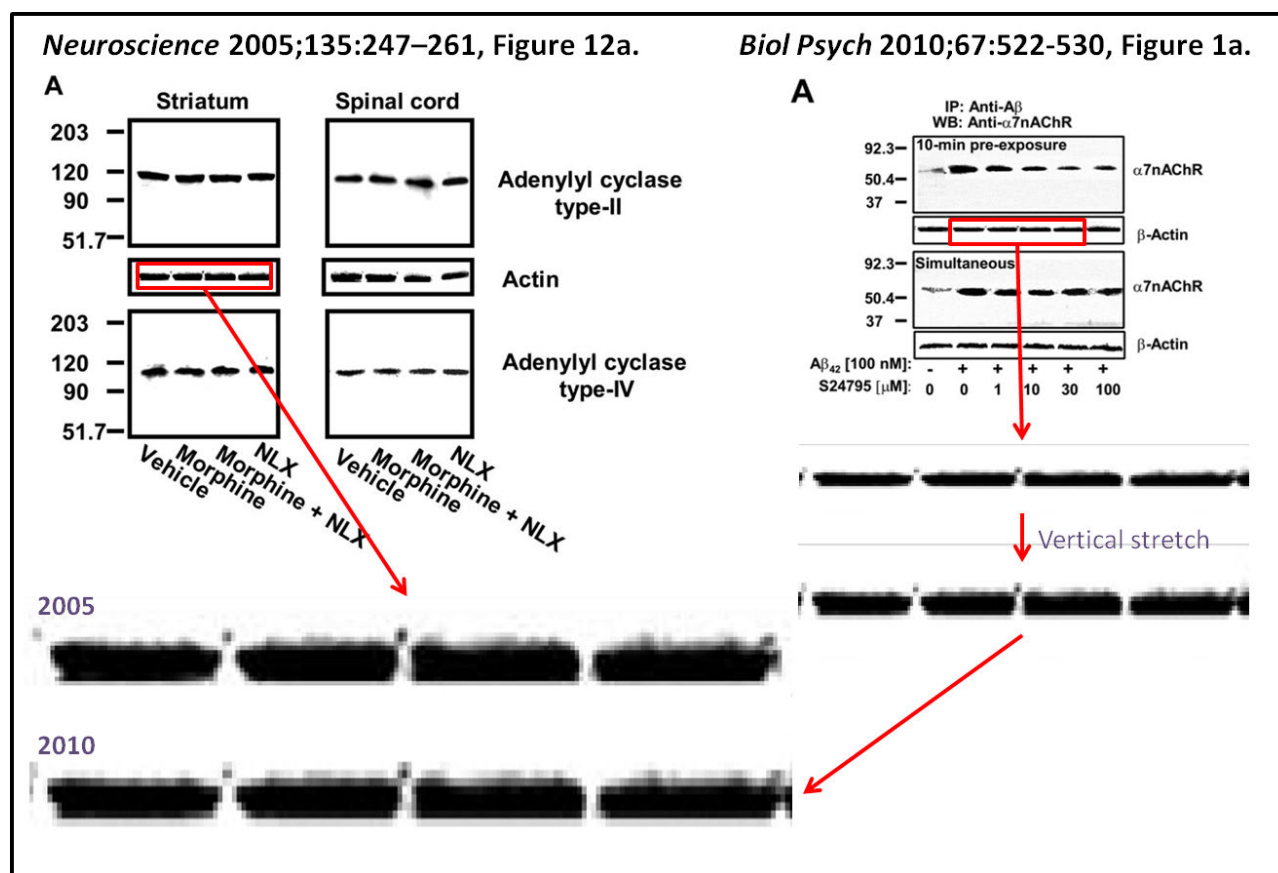 Neuroscience 2005;135:247–261, Figure 12a.
A
Striatum
Spinal cord
203
120
90
51.7
Adenylyl cyclase
type-II
Actin
203
120
90
51.7
Adenylyl cyclase
type-IV
Vehicle
Morphine
Morphine + NLX
NLX
Vehicle
Morphine
Morphine + NLX
NLX
Biol Psych 2010;67:522-530, Figure 1a.
A
IP: Anti-Aβ
WB: Anti-α7nAChR
10-min pre-exposure
92.3
50.4
37
α7nAChR
β-Actin
Simultaneous
92.3
50.4
37
α7nAChR
β-Actin
Aβ42 [100 nM]: - + + + + +
S24795 [μM]: 0 0 1 10 30 100
Vertical stretch
2005
2010